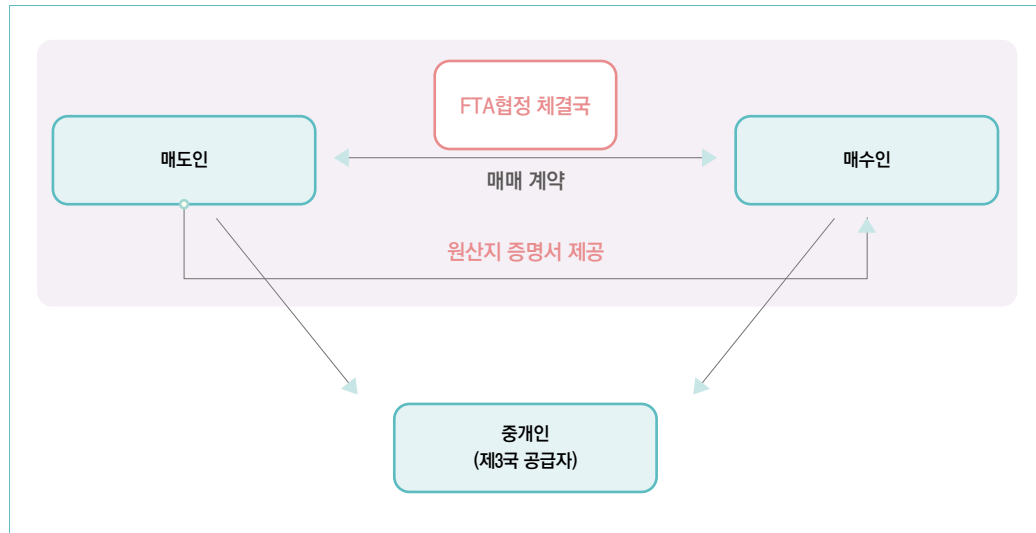 FTA협정 체결국
매도인
매수인
매매 계약
원산지 증명서 제공
중개인
(제3국 공급자)